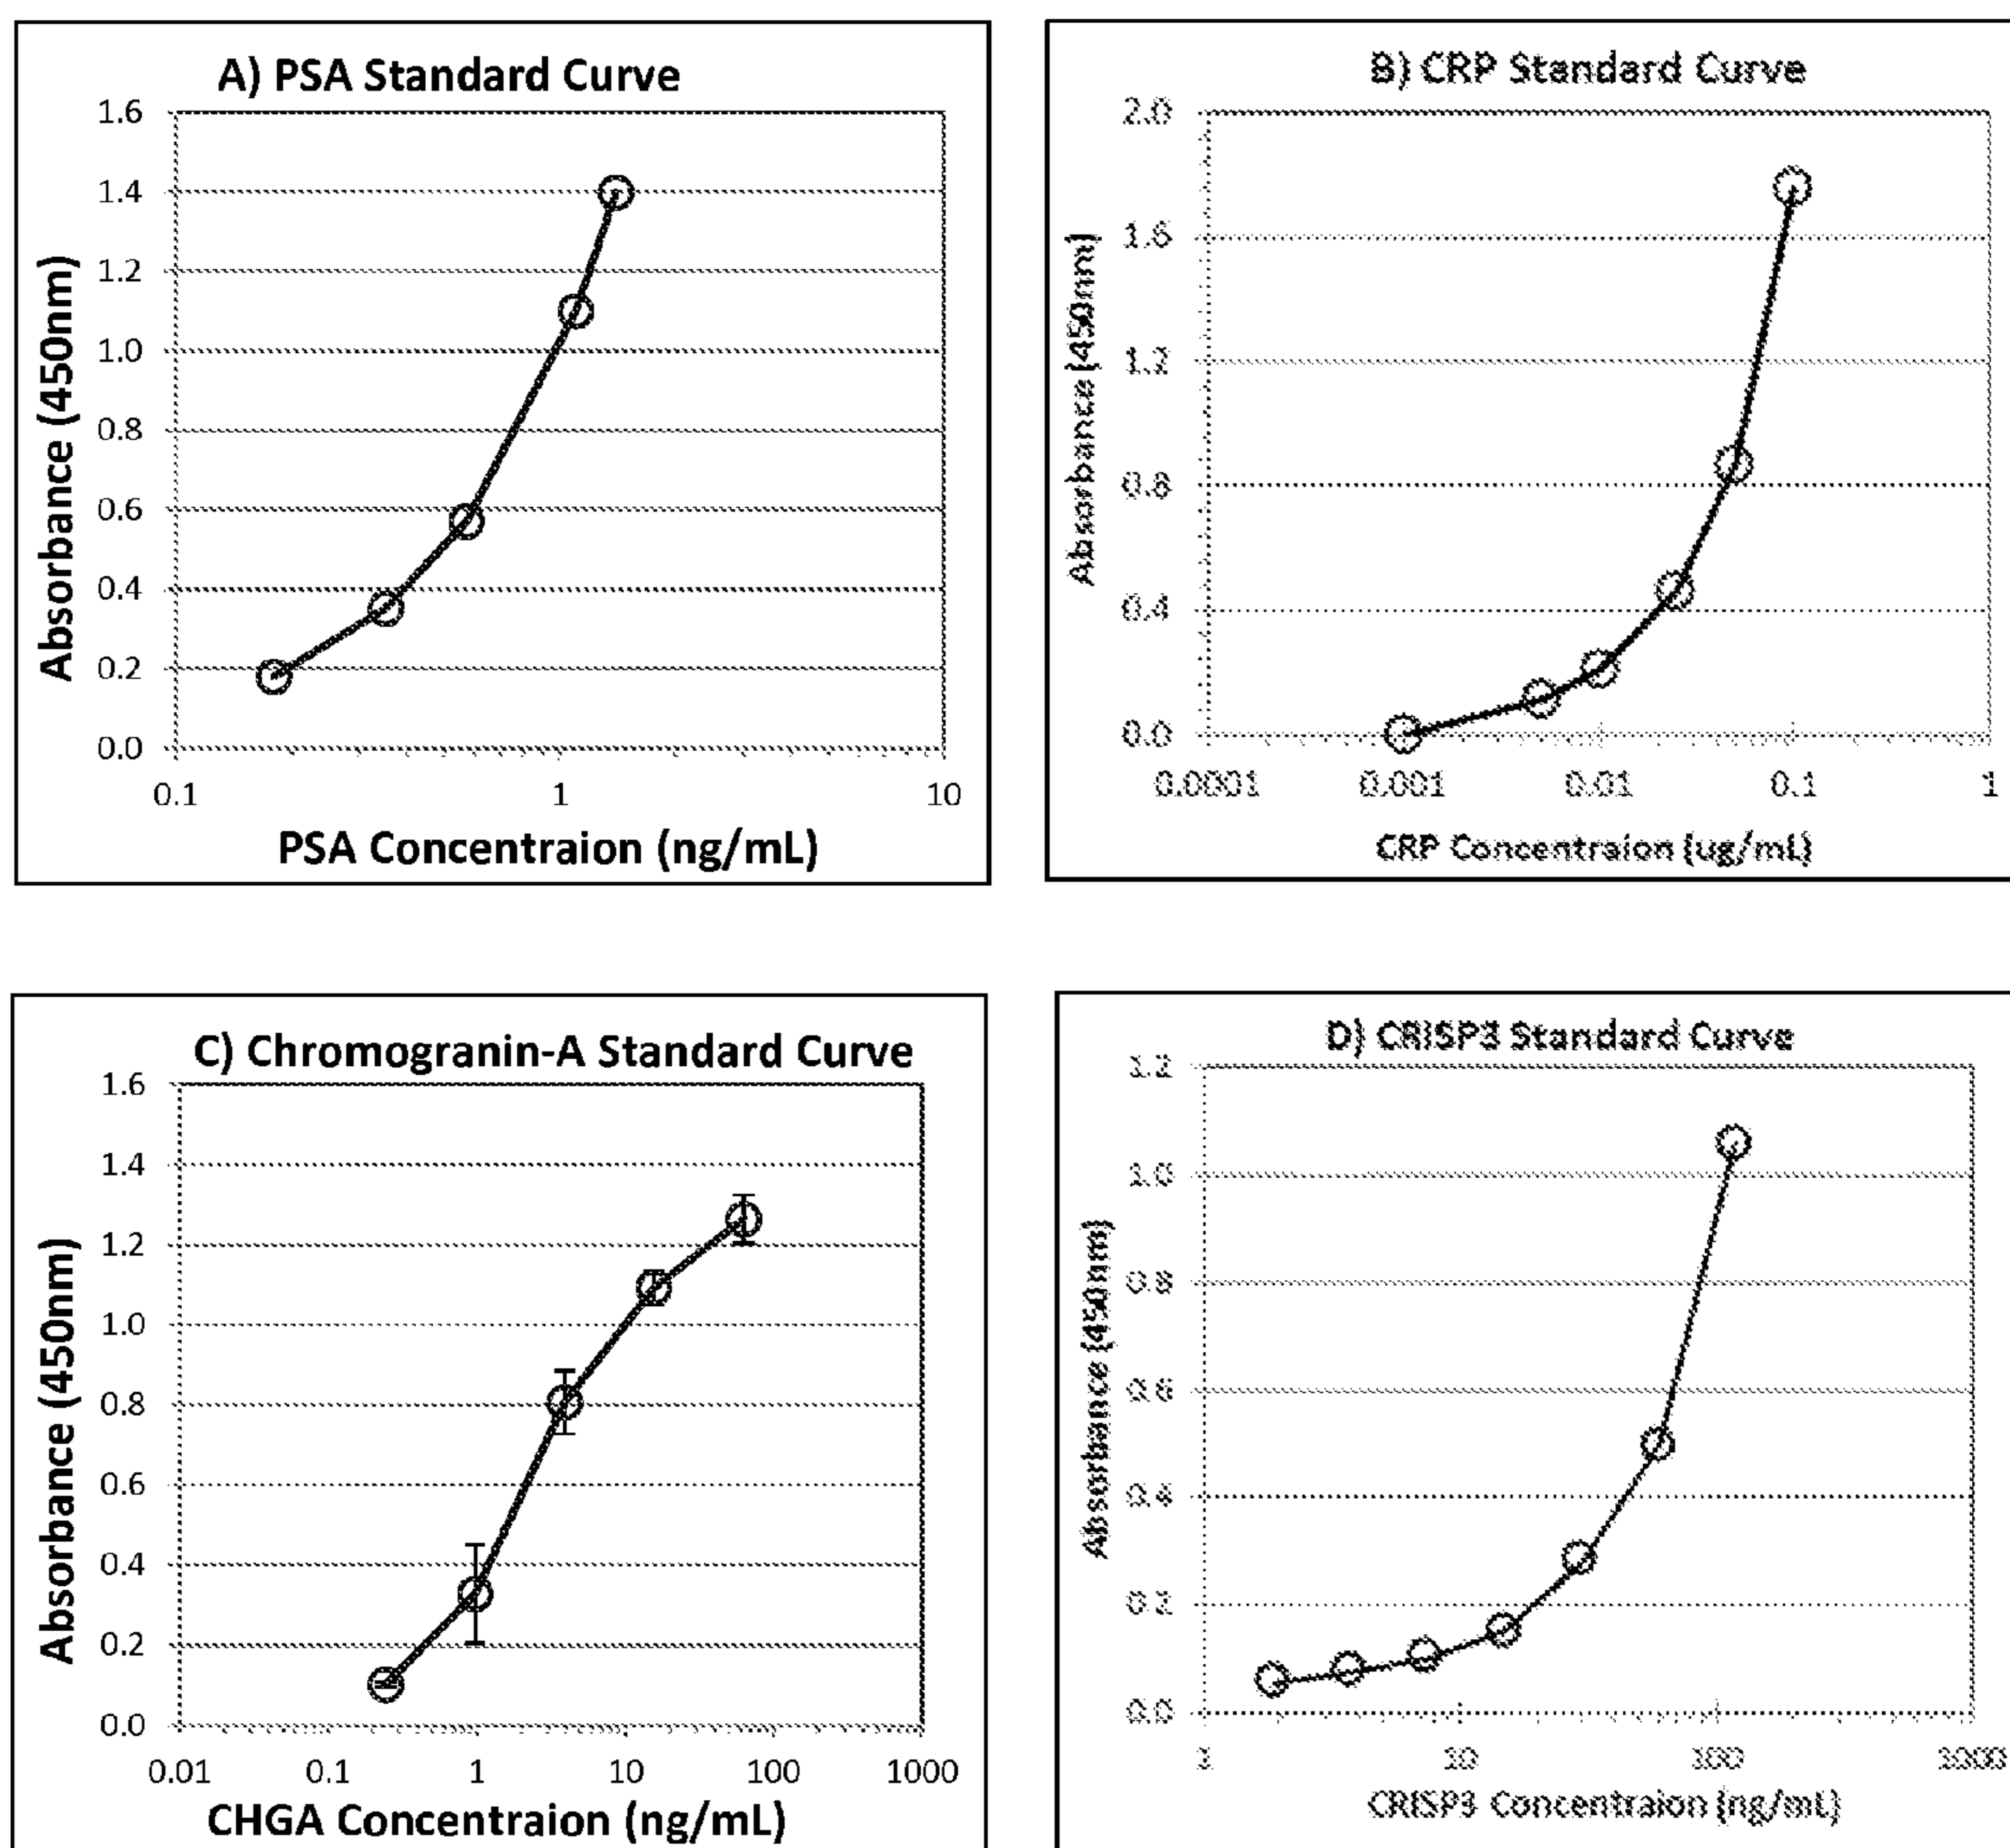 A) PSA Standard Curve
1.6
1.4
1.2
1.0
0.8
0.6
0.4
0.2
0.0
Absorbance (450nm)
0.1 1 10
PSA Concentraion (ng/mL)
B) CRP Standard Curve
2.0
1.6
1.2
0.8
0.4
0.0
Absorbance (450nm)
0.0001 0.001 0.01 0.1 1
CRP Concentraion (ug/mL)
C) Chromogranin-A Standard Curve
1.6
1.4
1.2
1.0
0.8
0.6
0.4
0.2
0.0
Absorbance (450nm)
0.01 0.1 1 10 100 1000
CHGA Concentraion (ng/mL)
D) CRISP3 Standard Curve
1.2
1.0
0.8
0.6
0.4
0.2
0.0
Absorbance (450nm)
1 10 100 1000
CRISP3 Concentraion (ng/mL)